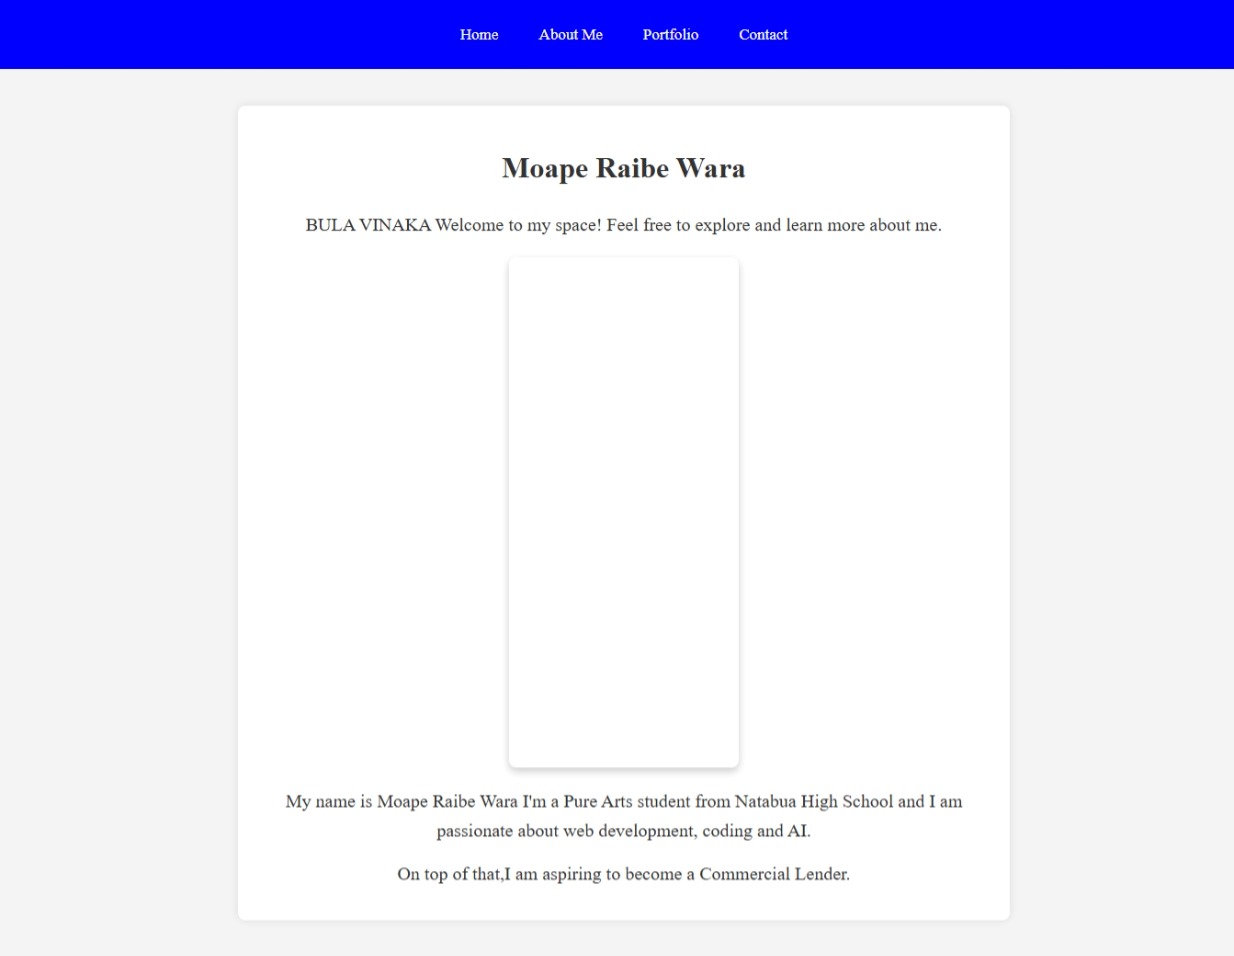 Home About Me Portfolio Contact
Moape Raibe Wara
BULA VINAKA Welcome to my space! Feel free to explore and learn more about me.
My name is Moape Raibe Wara I'm a Pure Arts student from Natabua High School and I am
passionate about web development, coding and AI.
On top of that,I am aspiring to become a Commercial Lender.